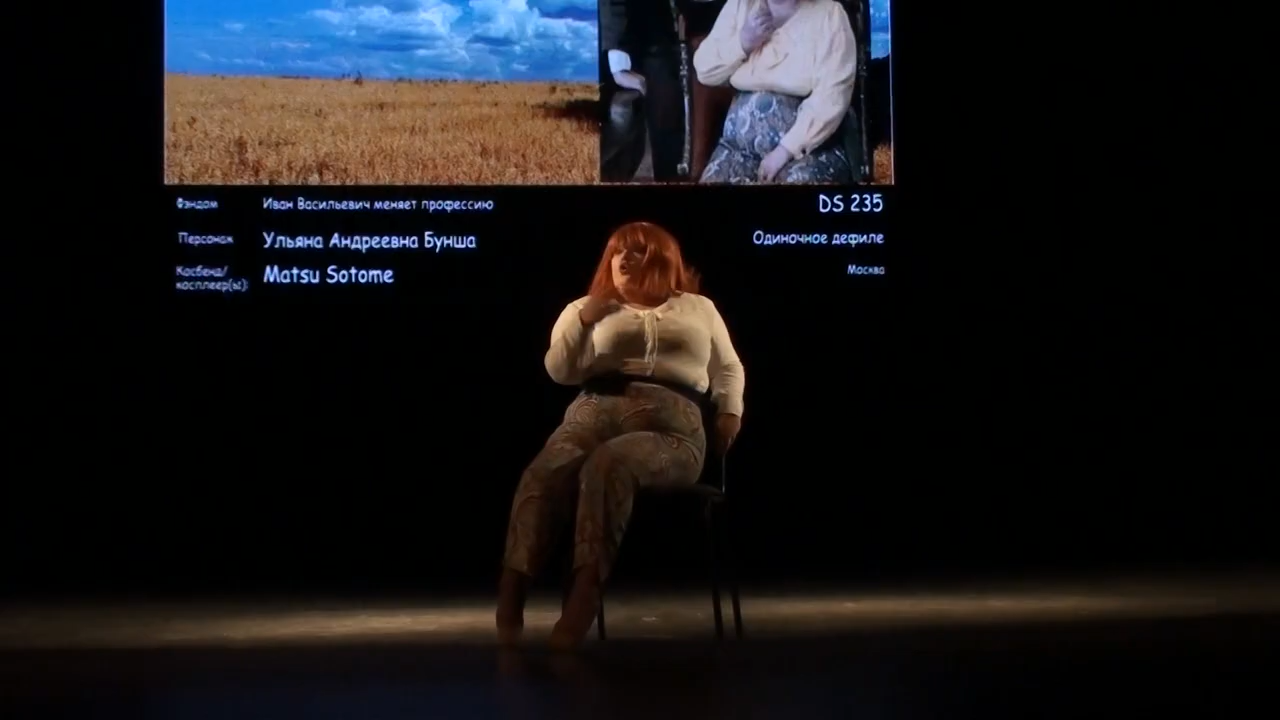 Фэндом Иван Васильевич меняет профессию DS 235
Персонаж Ульяна Андреевна Бунша Одиночное дефиле
Косбенд/ Matsu Sotome Москва
косплеер(ы):